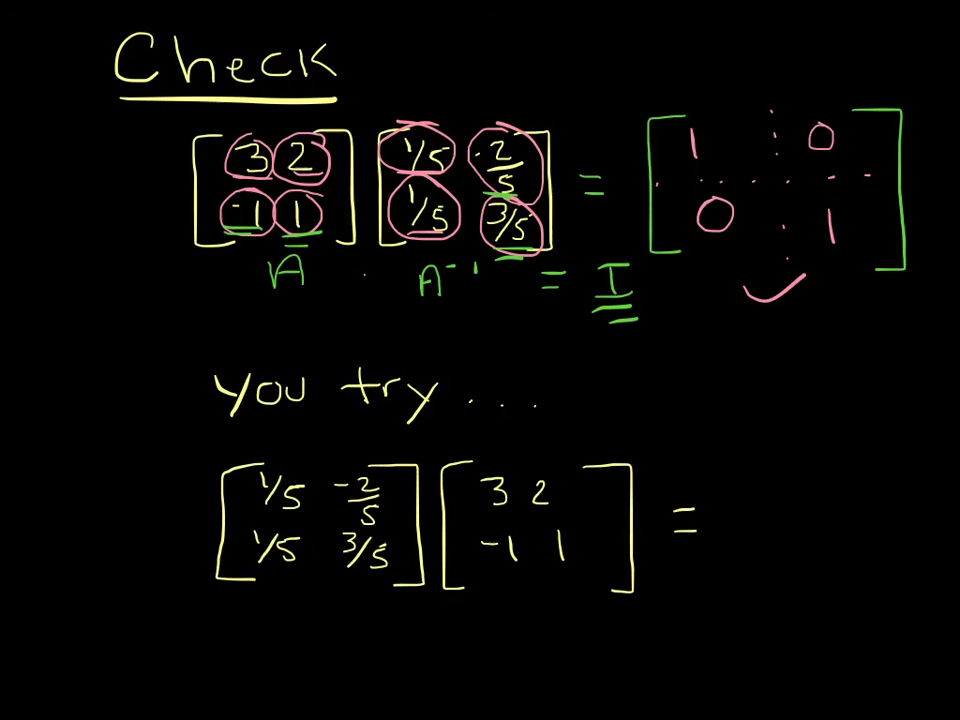 Check
[3 2 -1 1] [1/5 -2/5 1/5 3/5] = [1 0 0 1]
A . A⁻¹ = I
you try ...
[1/5 -2/5 1/5 3/5] [3 2 -1 1] =